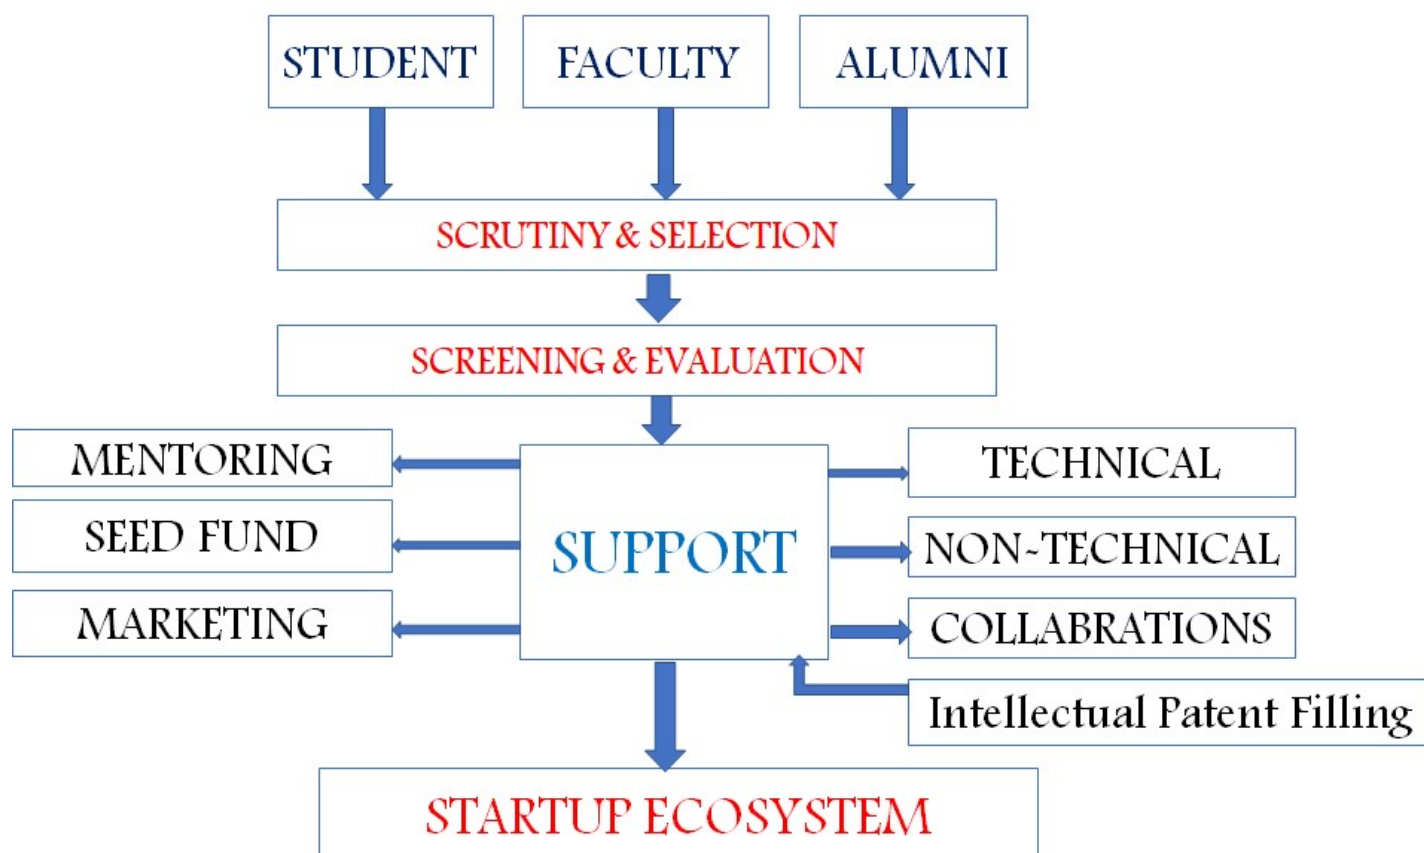 STUDENT
FACULTY
ALUMNI
SCRUTINY & SELECTION
SCREENING & EVALUATION
MENTORING
SEED FUND
MARKETING
SUPPORT
TECHNICAL
NON-TECHNICAL
COLLABRATIONS
Intellectual Patent Filling
STARTUP ECOSYSTEM